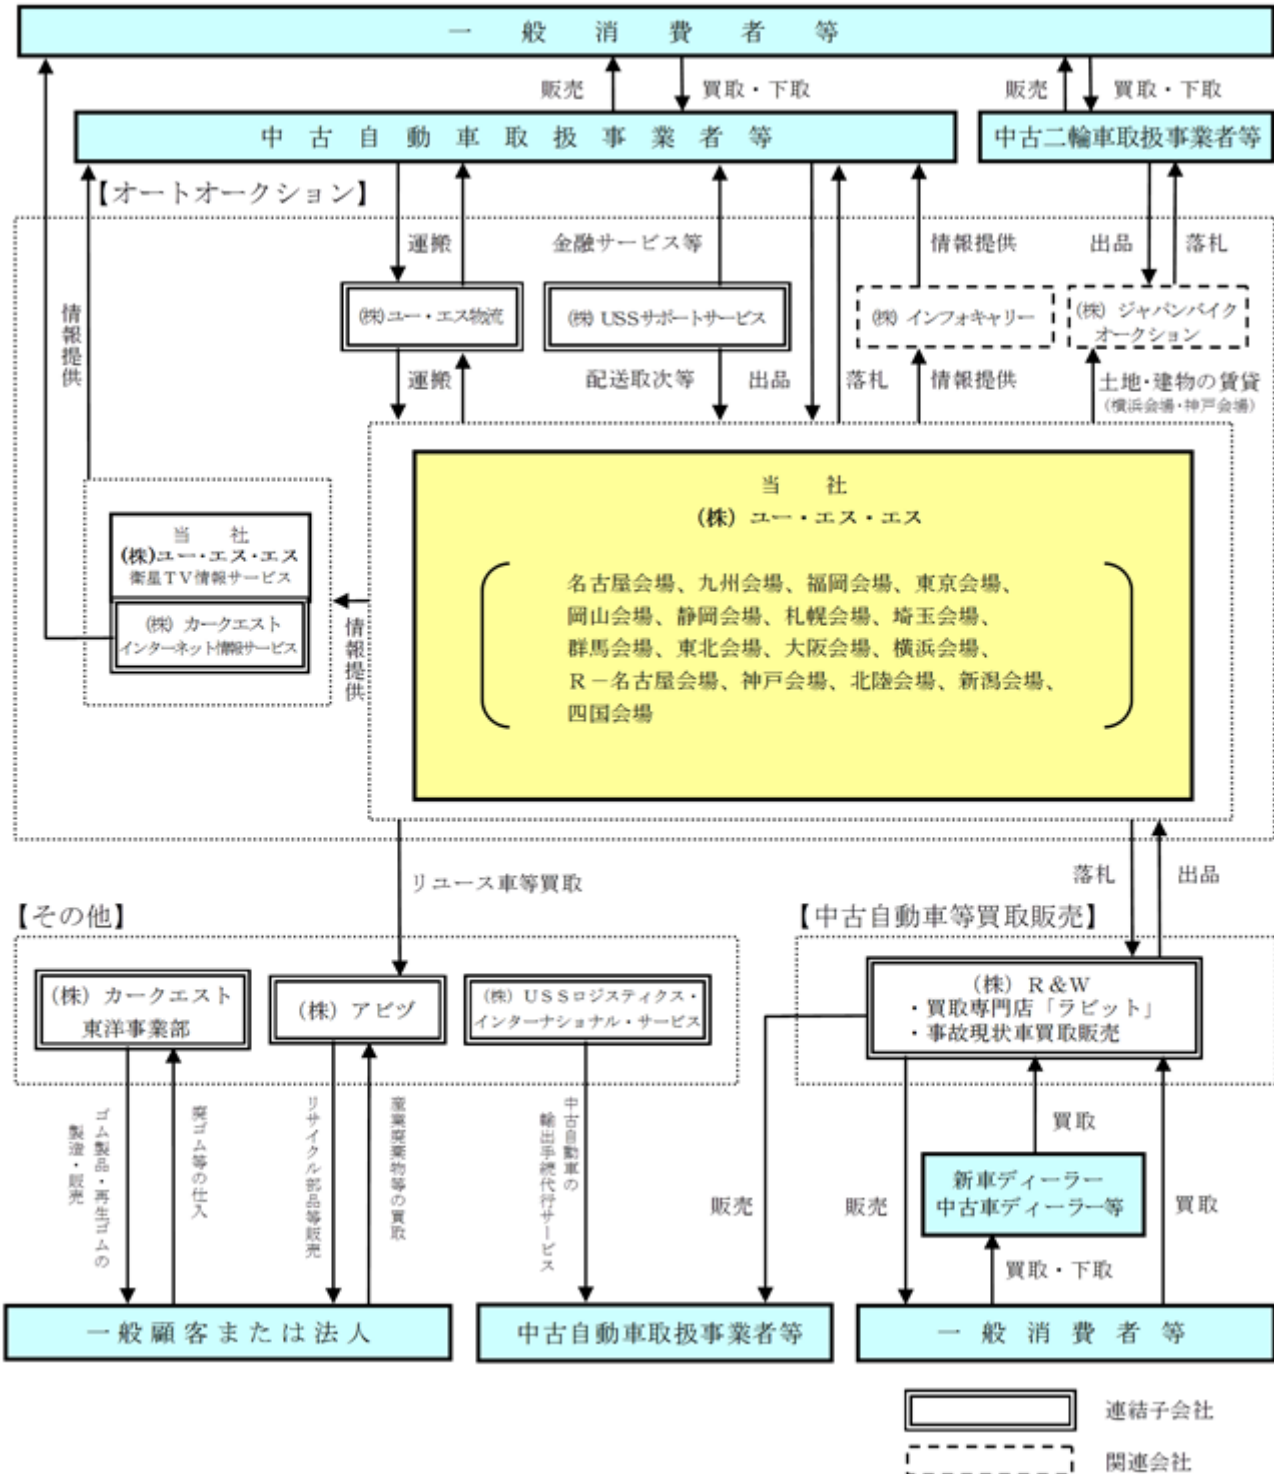 一般消費者等
販売
買取・下取
販売
買取・下取
中古自動車取扱事業者等
中古二輪車取扱事業者等
【オートオークション】
運搬
金融サービス等
情報提供
出品
落札
情報提供
(株)ユー・エス物流
(株) USSサポートサービス
(株) インフォキャリー
(株) ジャパンバイク
オークション
運搬
配送取次等
出品
落札
情報提供
土地・建物の賃貸
(横浜会場・神戸会場)
当社
(株) ユー・エス・エス
名古屋会場、九州会場、福岡会場、東京会場、
岡山会場、静岡会場、札幌会場、埼玉会場、
群馬会場、東北会場、大阪会場、横浜会場、
R－名古屋会場、神戸会場、北陸会場、新潟会場、
四国会場
当社
(株)ユー・エス・エス
衛星TV情報サービス
(株) カークエスト
インターネット情報サービス
情報提供
リユース車等買取
落札
出品
【その他】
【中古自動車等買取販売】
(株) カークエスト
東洋事業部
(株) アビヅ
(株) USSロジスティクス・
インターナショナル・サービス
(株) R＆W
・買取専門店「ラビット」
・事故現状車買取販売
ゴム製品・再生ゴムの
製造・販売
廃ゴム等の仕入
リサイクル部品等販売
産業廃棄物等の買取
中古自動車の
輸出手続代行サービス
買取
新車ディーラー
中古車ディーラー等
販売
販売
買取
買取・下取
一般顧客または法人
中古自動車取扱事業者等
一般消費者等
連結子会社
関連会社